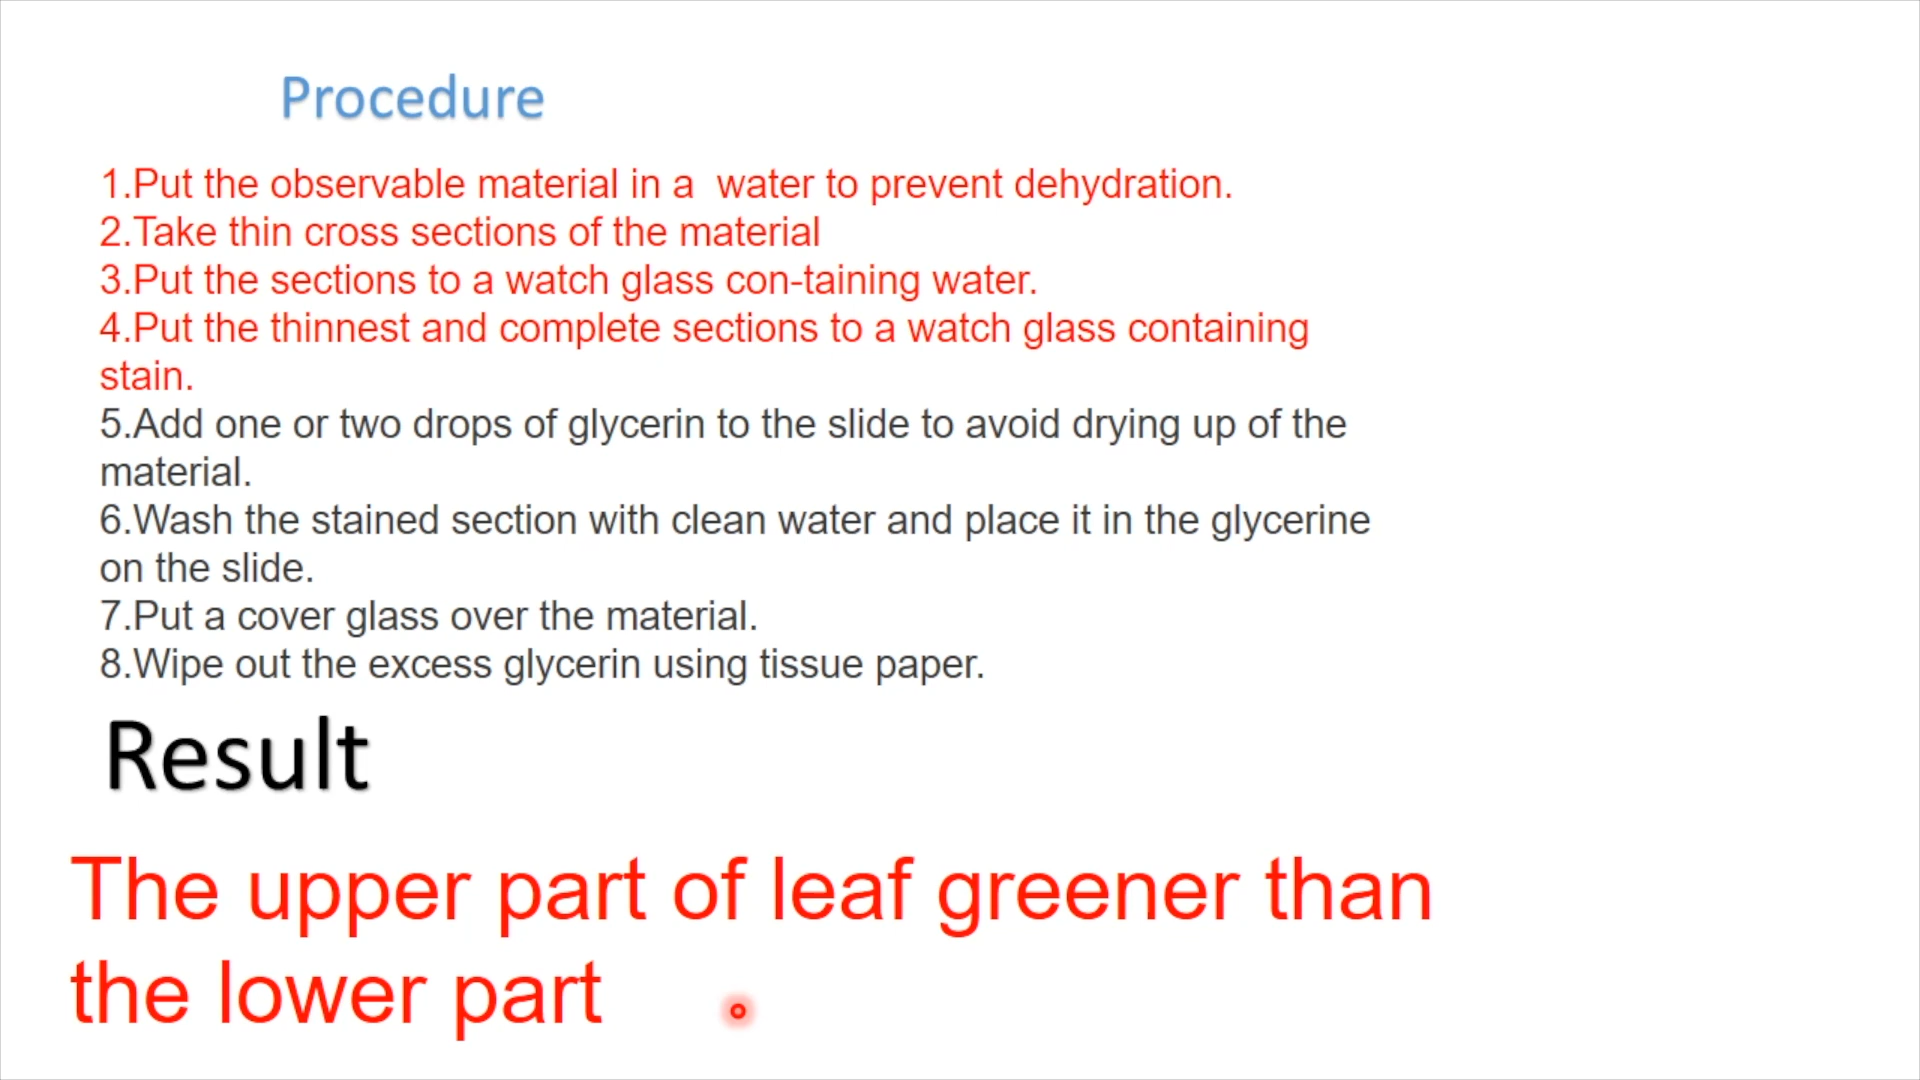 Procedure
1.Put the observable material in a  water to prevent dehydration.
2.Take thin cross sections of the material
3.Put the sections to a watch glass con-taining water.
4.Put the thinnest and complete sections to a watch glass containing
stain.
5.Add one or two drops of glycerin to the slide to avoid drying up of the
material.
6.Wash the stained section with clean water and place it in the glycerine
on the slide.
7.Put a cover glass over the material.
8.Wipe out the excess glycerin using tissue paper.
Result
The upper part of leaf greener than
the lower part